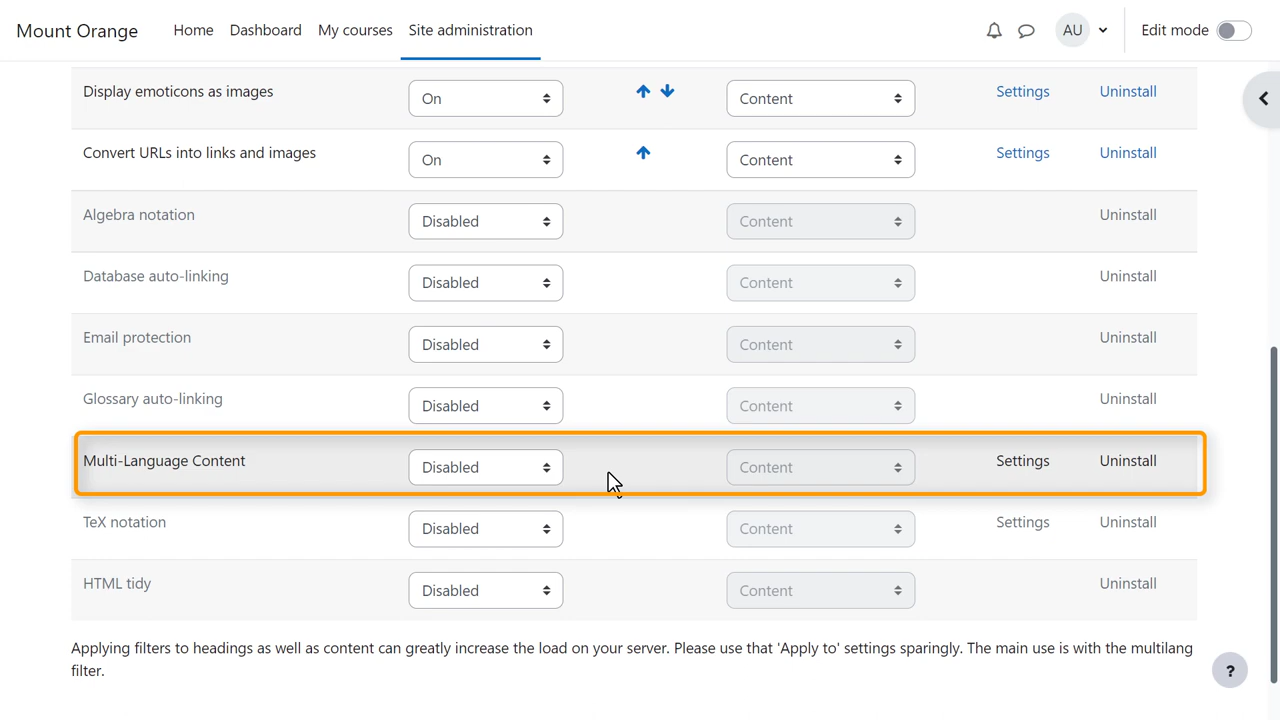 Mount Orange Home Dashboard My courses Site administration AU Edit mode
Display emoticons as images On Content Settings Uninstall
Convert URLs into links and images On Content Settings Uninstall
Algebra notation Disabled Content Uninstall
Database auto-linking Disabled Content Uninstall
Email protection Disabled Content Uninstall
Glossary auto-linking Disabled Content Uninstall
Multi-Language Content Disabled Content Settings Uninstall
TeX notation Disabled Content Settings Uninstall
HTML tidy Disabled Content Uninstall
Applying filters to headings as well as content can greatly increase the load on your server. Please use that 'Apply to' settings sparingly. The main use is with the multilang
filter.
?